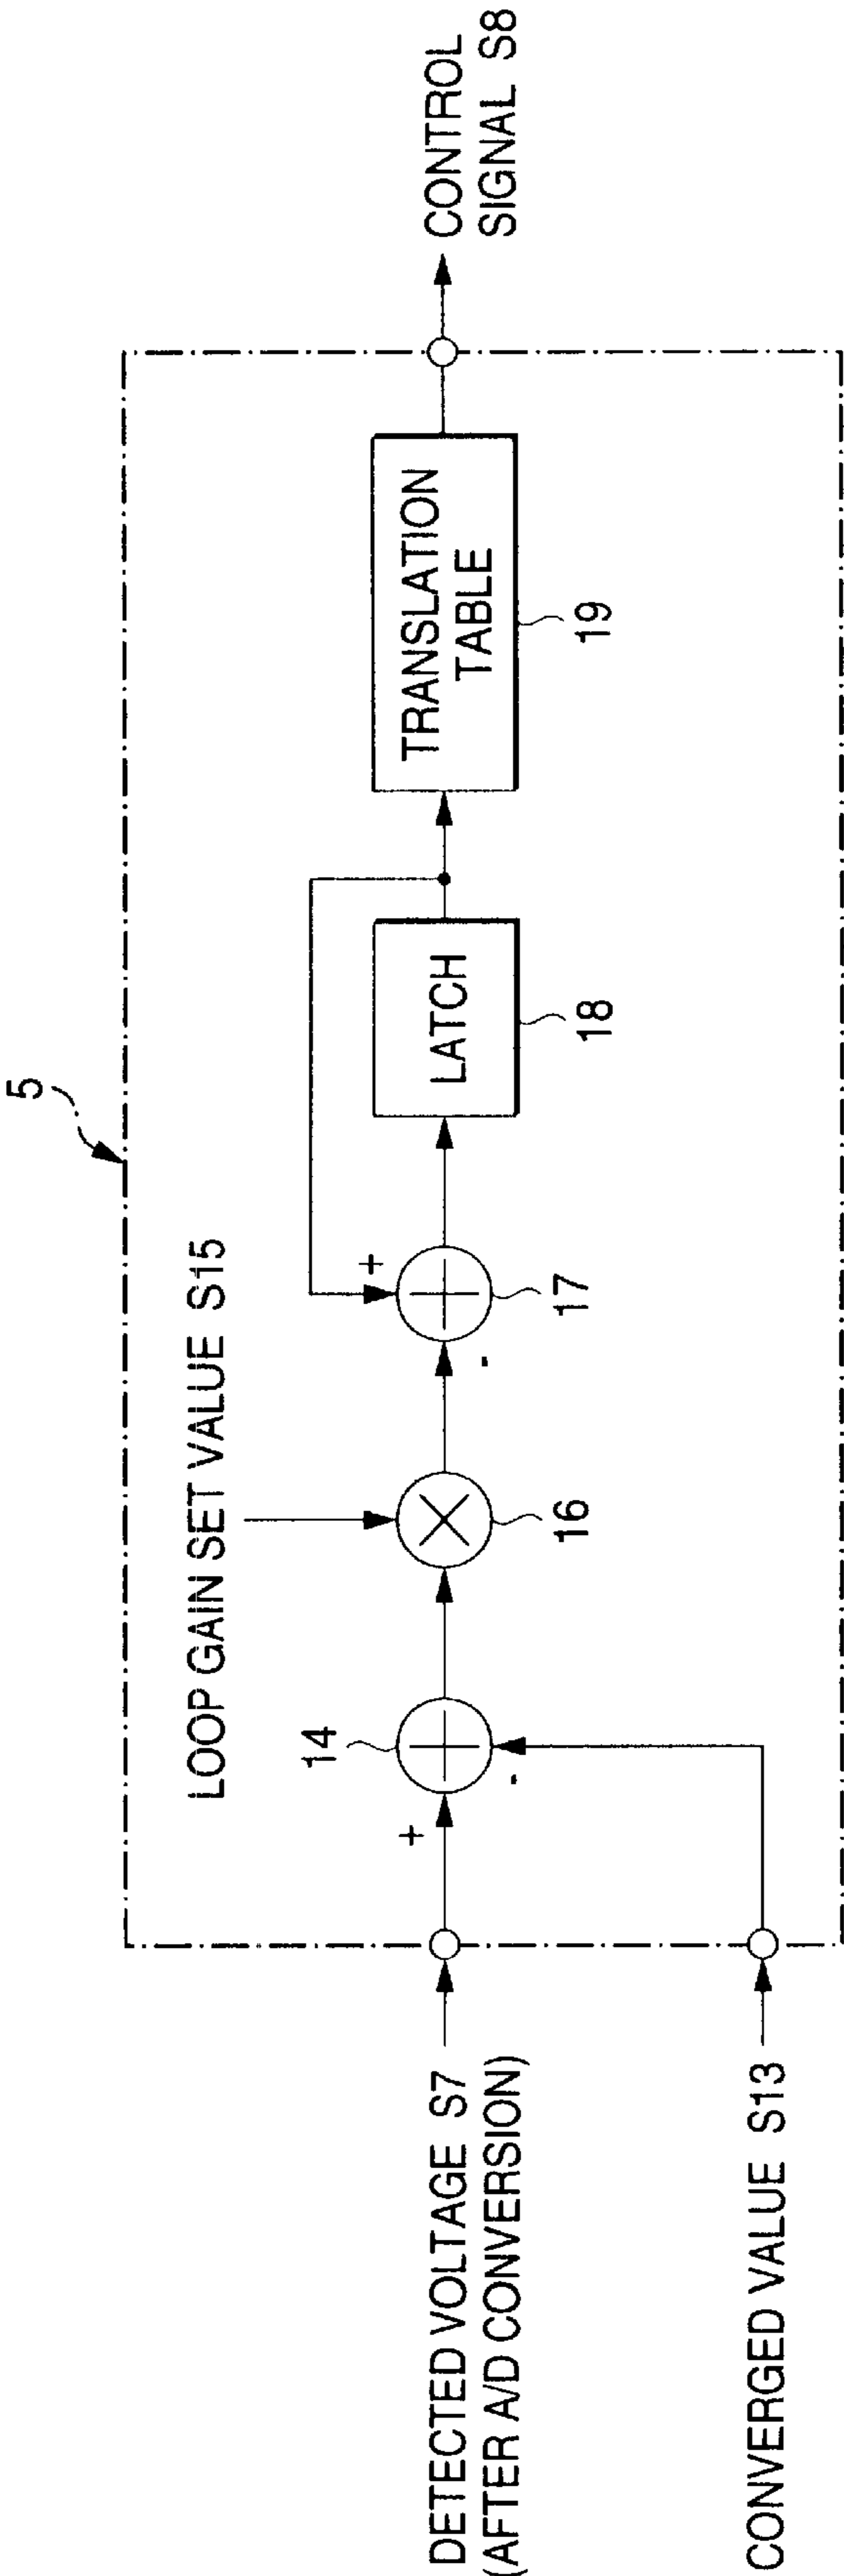 5
LOOP GAIN SET VALUE S15
DETECTED VOLTAGE S7
(AFTER A/D CONVERSION)
+
-
14
16
+
-
17
LATCH
18
TRANSLATION
TABLE
19
CONTROL
SIGNAL S8
CONVERGED VALUE S13